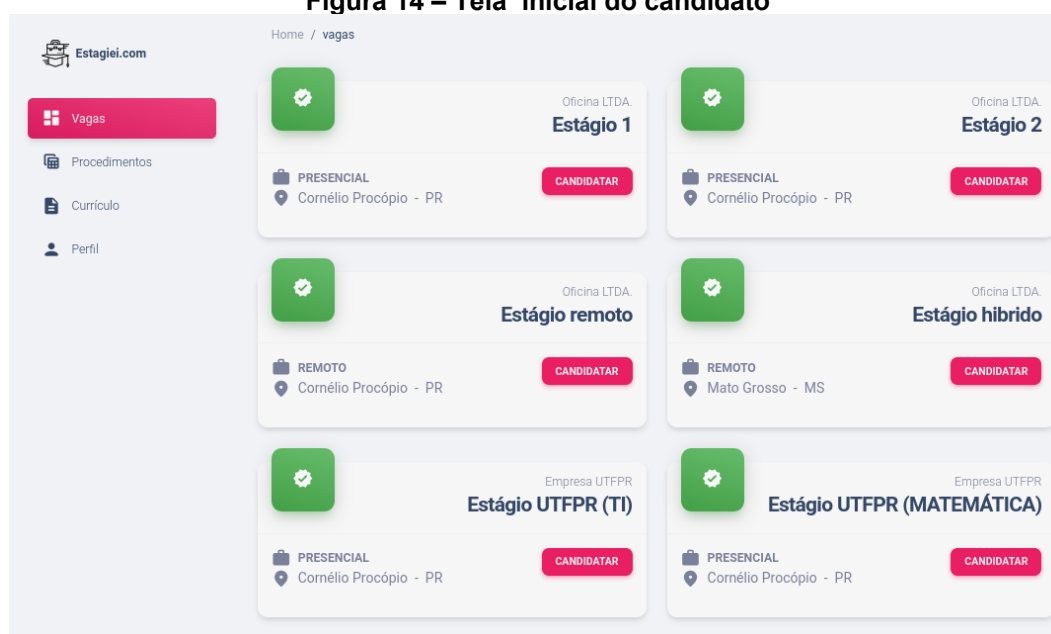 Figura 14 – Tela inicial do candidato
Estagiei.com
Home / vagas
Vagas
Procedimentos
Currículo
Perfil
Oficina LTDA.
Estágio 1
PRESENCIAL
Cornélio Procópio - PR
CANDIDATAR
Oficina LTDA.
Estágio 2
PRESENCIAL
Cornélio Procópio - PR
CANDIDATAR
Oficina LTDA.
Estágio remoto
REMOTO
Cornélio Procópio - PR
CANDIDATAR
Oficina LTDA.
Estágio hibrido
REMOTO
Mato Grosso - MS
CANDIDATAR
Empresa UTFPR
Estágio UTFPR (TI)
PRESENCIAL
Cornélio Procópio - PR
CANDIDATAR
Empresa UTFPR
Estágio UTFPR (MATEMÁTICA)
PRESENCIAL
Cornélio Procópio - PR
CANDIDATAR